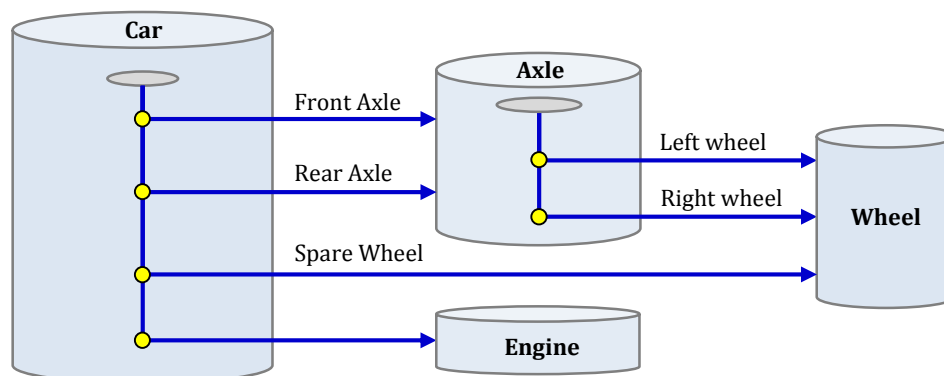 Car
Axle
Front Axle
Left wheel
Rear Axle
Right wheel
Wheel
Spare Wheel
Engine